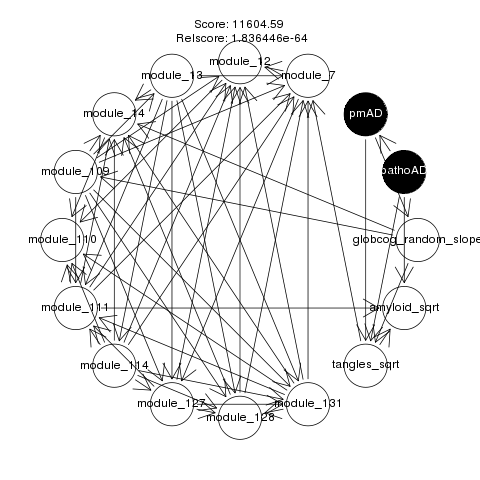 Score: 11604.59
Relscore: 1.836446e-64
module_12
module_13
module_7
module_14
pmAD
module_109
pathoAD
module_110
globcog_random_slope
module_111
amyloid_sqrt
module_114
tangles_sqrt
module_127
module_131
module_128